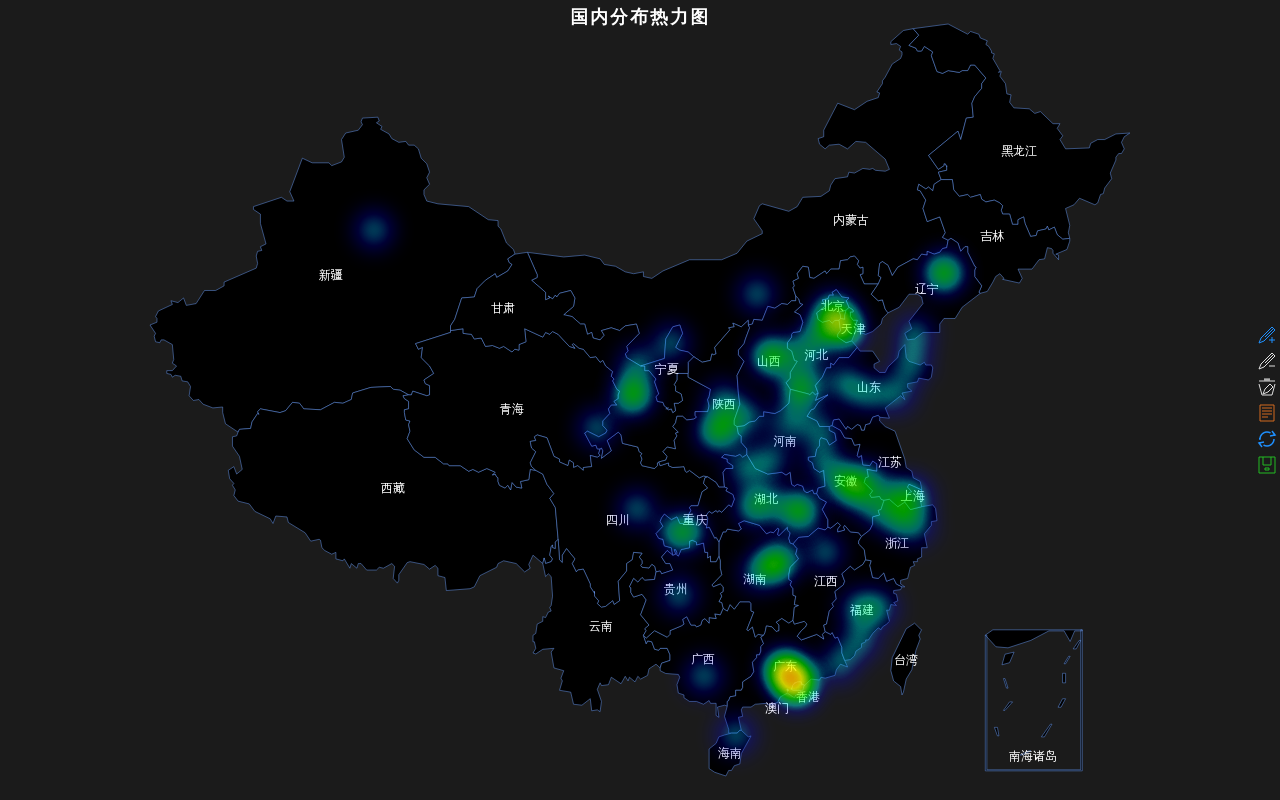 国内分布热力图
黑龙江
内蒙古
吉林
新疆
辽宁
甘肃
北京
天津
河北
山西
宁夏
山东
陕西
青海
河南
江苏
安徽
西藏
上海
湖北
四川
重庆
浙江
湖南
江西
贵州
福建
云南
广西
台湾
广东
香港
澳门
海南
南海诸岛